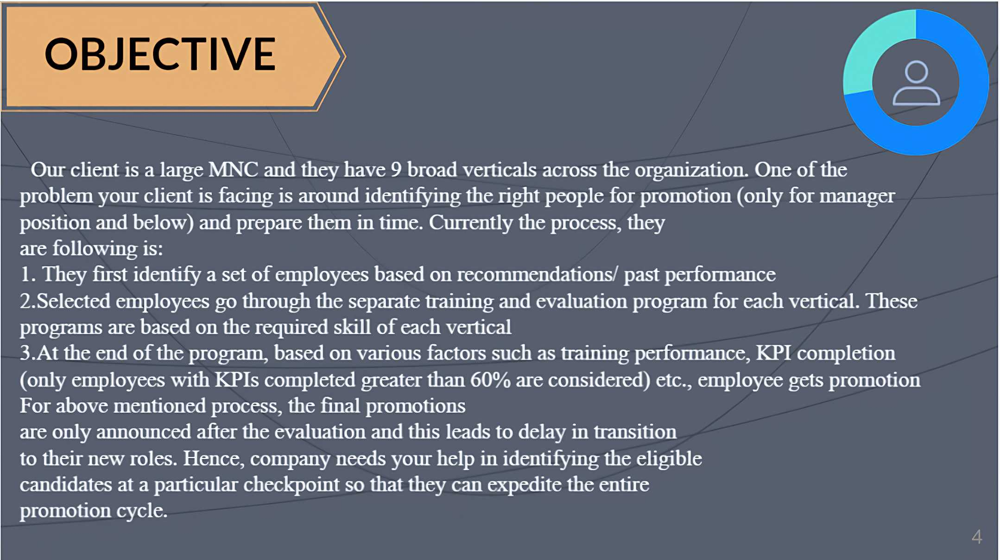 OBJECTIVE
Our client is a large MNC and they have 9 broad verticals across the organization. One of the
problem your client is facing is around identifying the right people for promotion (only for manager
position and below) and prepare them in time. Currently the process, they
are following is:
1. They first identify a set of employees based on recommendations/ past performance
2.Selected employees go through the separate training and evaluation program for each vertical. These
programs are based on the required skill of each vertical
3.At the end of the program, based on various factors such as training performance, KPI completion
(only employees with KPIs completed greater than 60% are considered) etc., employee gets promotion
For above mentioned process, the final promotions
are only announced after the evaluation and this leads to delay in transition
to their new roles. Hence, company needs your help in identifying the eligible
candidates at a particular checkpoint so that they can expedite the entire
promotion cycle.
4